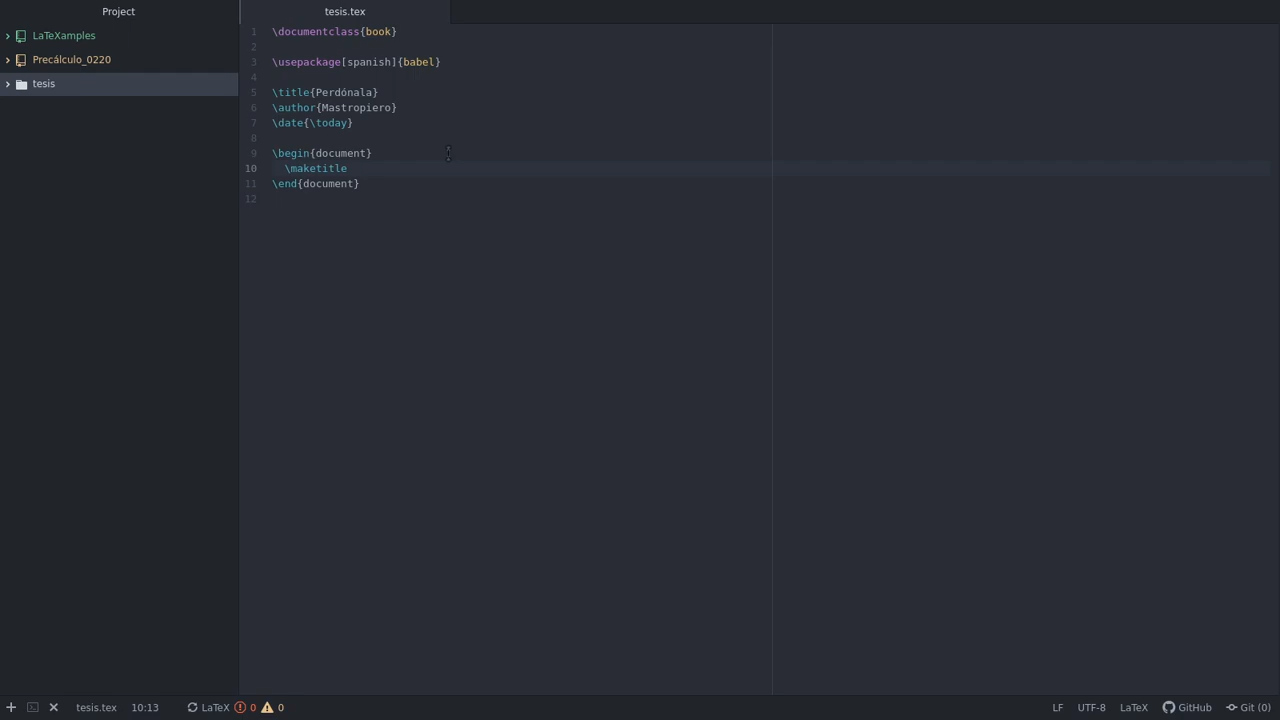 Project
tesis.tex
LaTeXamples
Precálculo_0220
tesis
1 \documentclass{book}
2
3 \usepackage[spanish]{babel}
4
5 \title{Perdónala}
6 \author{Mastropiero}
7 \date{\today}
8
9 \begin{document}
10   \maketitle
11 \end{document}
12
tesis.tex 10:13 LaTeX 0 0 LF UTF-8 LaTeX GitHub Git (0)